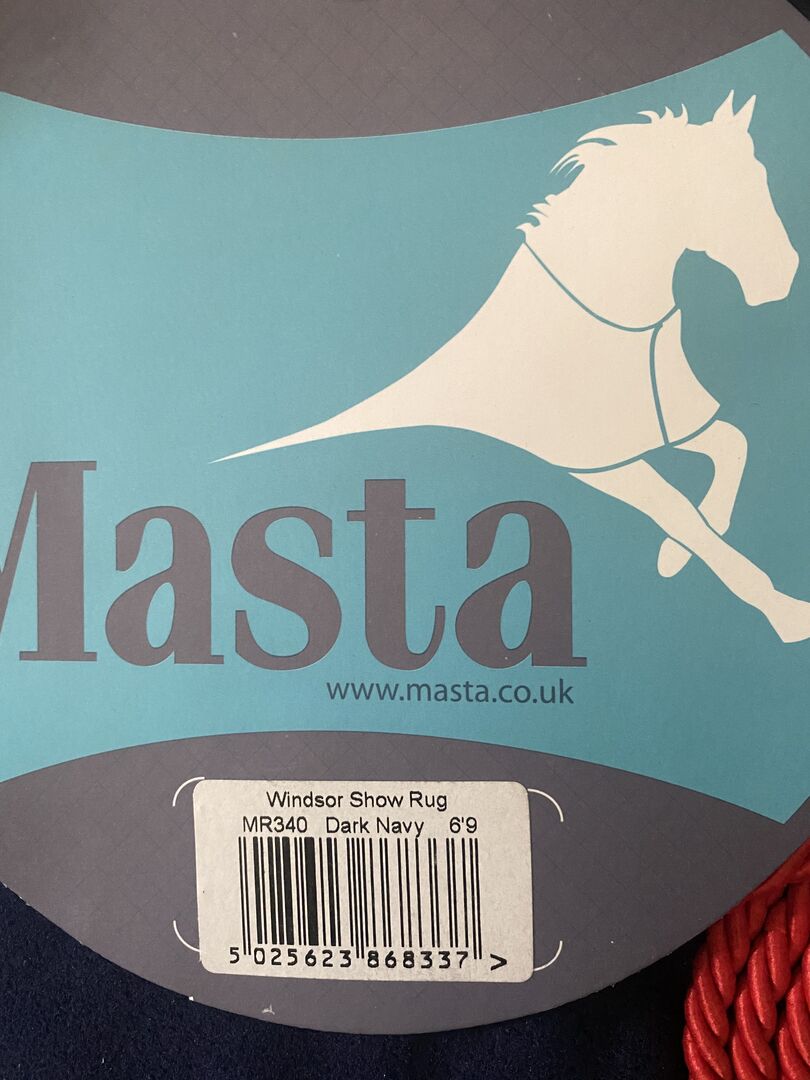 Masta
www.masta.co.uk
Windsor Show Rug
MR340 Dark Navy 6'9
5 025623 868337 >